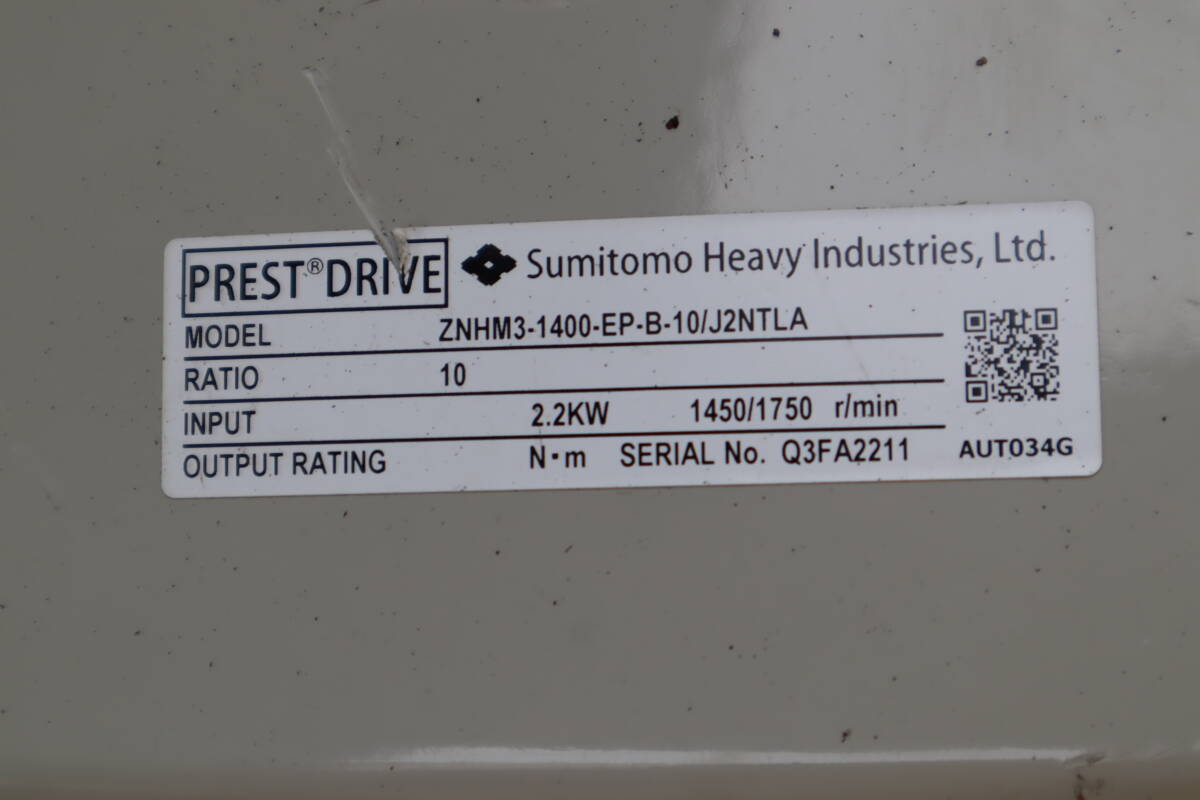 PREST® DRIVE Sumitomo Heavy Industries, Ltd.
MODEL ZNHM3-1400-EP-B-10/J2NTLA
RATIO 10
INPUT 2.2KW 1450/1750 r/min
OUTPUT RATING N・m SERIAL No. Q3FA2211 AUT034G